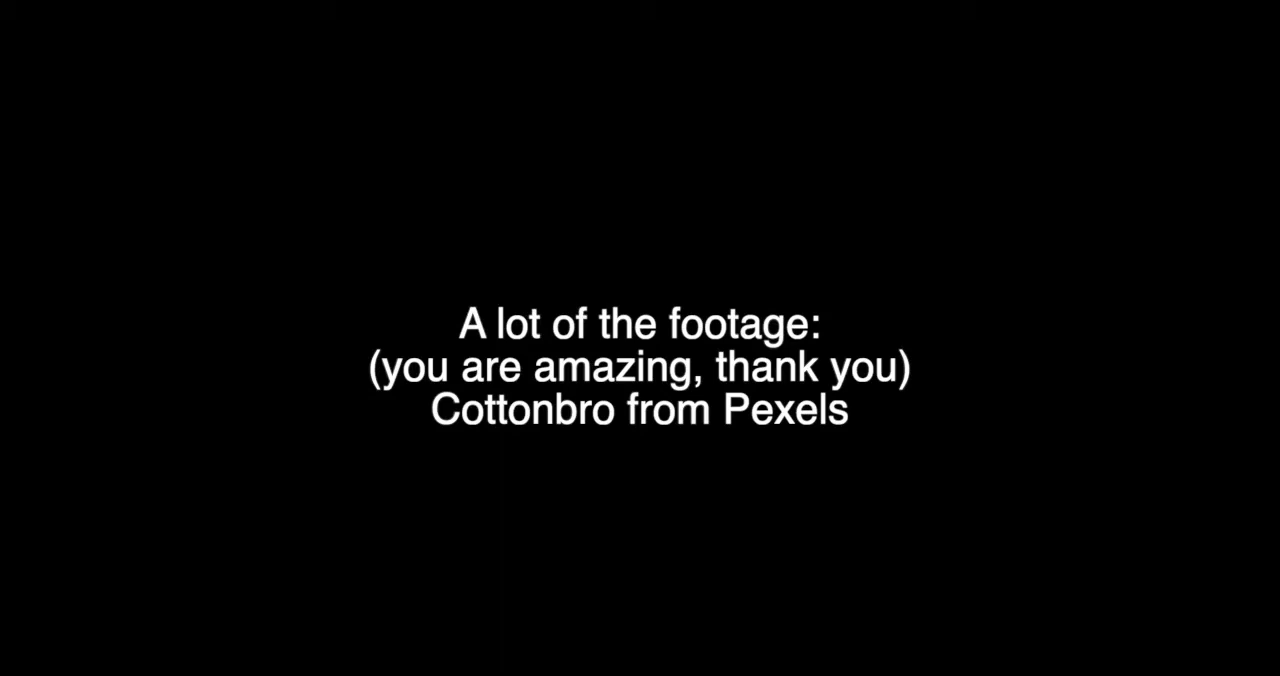 A lot of the footage:
(you are amazing, thank you)
Cottonbro from Pexels